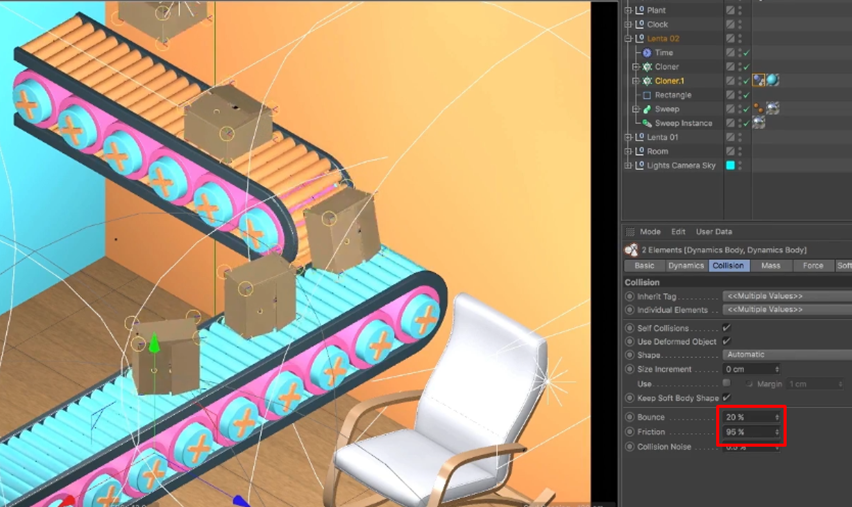 Plant
Clock
Lenta 02
Time
Cloner
Cloner.1
Rectangle
Sweep
Sweep Instance
Lenta 01
Room
Lights Camera Sky
Mode Edit User Data
2 Elements [Dynamics Body, Dynamics Body]
Basic Dynamics Collision Mass Force Soft
Collision
Inherit Tag <<Multiple Values>>
Individual Elements <<Multiple Values>>
Self Collisions
Use Deformed Object
Shape Automatic
Size Increment 0 cm
Use Margin 1 cm
Keep Soft Body Shape
Bounce 20 %
Friction 95 %
Collision Noise 0.5 %